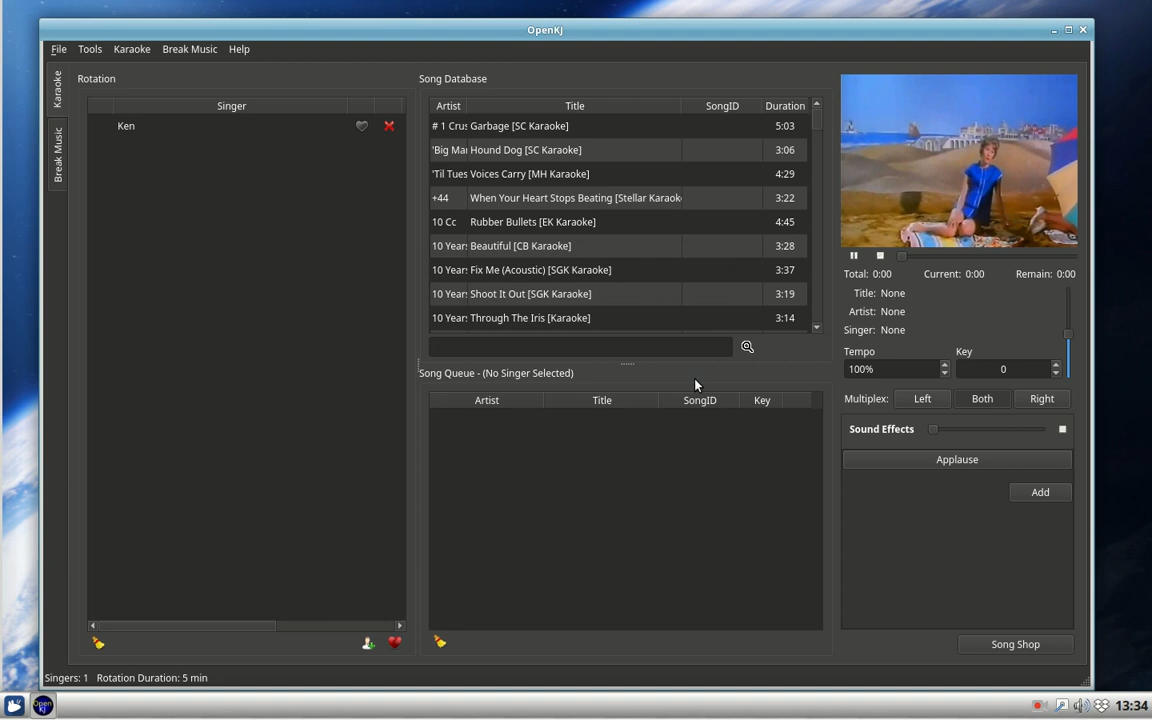 OpenKJ
File Tools Karaoke Break Music Help
Karaoke
Break Music
Rotation
Singer
Ken
Song Database
Artist Title SongID Duration
# 1 Crus Garbage [SC Karaoke] 5:03
'Big Mar Hound Dog [SC Karaoke] 3:06
'Til Tues Voices Carry [MH Karaoke] 4:29
+44 When Your Heart Stops Beating [Stellar Karaok 3:22
10 Cc Rubber Bullets [EK Karaoke] 4:45
10 Year: Beautiful [CB Karaoke] 3:28
10 Year: Fix Me (Acoustic) [SGK Karaoke] 3:37
10 Year: Shoot It Out [SGK Karaoke] 3:19
10 Year: Through The Iris [Karaoke] 3:14
Song Queue - (No Singer Selected)
Artist Title SongID Key
Total: 0:00 Current: 0:00 Remain: 0:00
Title: None
Artist: None
Singer: None
Tempo Key
100% 0
Multiplex: Left Both Right
Sound Effects
Applause
Add
Song Shop
Singers: 1 Rotation Duration: 5 min
Open KJ
13:34